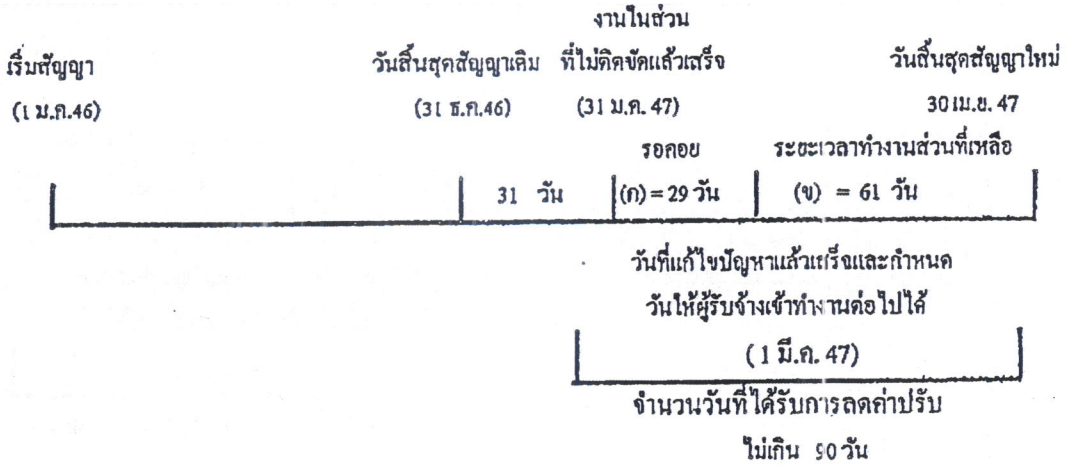 งานในส่วน
เริ่มสัญญา วันสิ้นสุดสัญญาเดิม ที่ไม่ติดขัดแล้วเสร็จ วันสิ้นสุดสัญญาใหม่
(1 ม.ค.46) (31 ธ.ค.46) (31 ม.ค. 47) 30 เม.ย. 47
รอคอย ระยะเวลาทำงานส่วนที่เหลือ
31 วัน (ก) = 29 วัน (ข) = 61 วัน
วันที่แก้ไขปัญหาแล้วเสร็จและกำหนด
วันให้ผู้รับจ้างเข้าทำงานต่อไปได้
(1 มี.ค. 47)
จำนวนวันที่ได้รับการลดค่าปรับ
ไม่เกิน 90 วัน